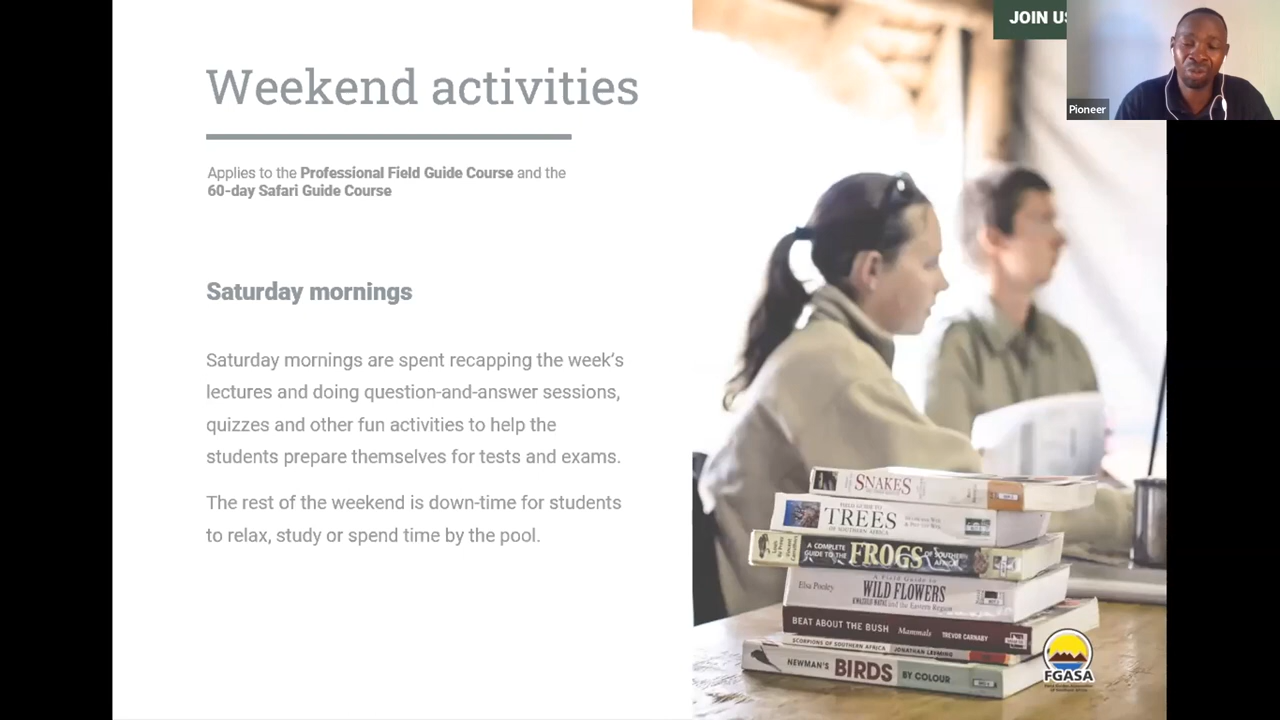 Weekend activities
JOIN US
Pioneer
Applies to the Professional Field Guide Course and the
60-day Safari Guide Course
Saturday mornings
Saturday mornings are spent recapping the week's
lectures and doing question-and-answer sessions,
quizzes and other fun activities to help the
students prepare themselves for tests and exams.
The rest of the weekend is down-time for students
to relax, study or spend time by the pool.
SNAKES
FIELD GUIDE TO
TREES
OF SOUTHERN AFRICA
A COMPLETE
GUIDE TO THE
FROGS
OF SOUTHERN
AFRICA
A Field Guide to
Elsa Pooley
WILD FLOWERS
KWAZULU-NATAL and the Eastern Region
BEAT ABOUT THE BUSH Mammals TREVOR CARNABY
SCORPIONS OF SOUTHERN AFRICA JONATHAN LEEMING
NEWMAN'S BIRDS BY COLOUR
FGASA